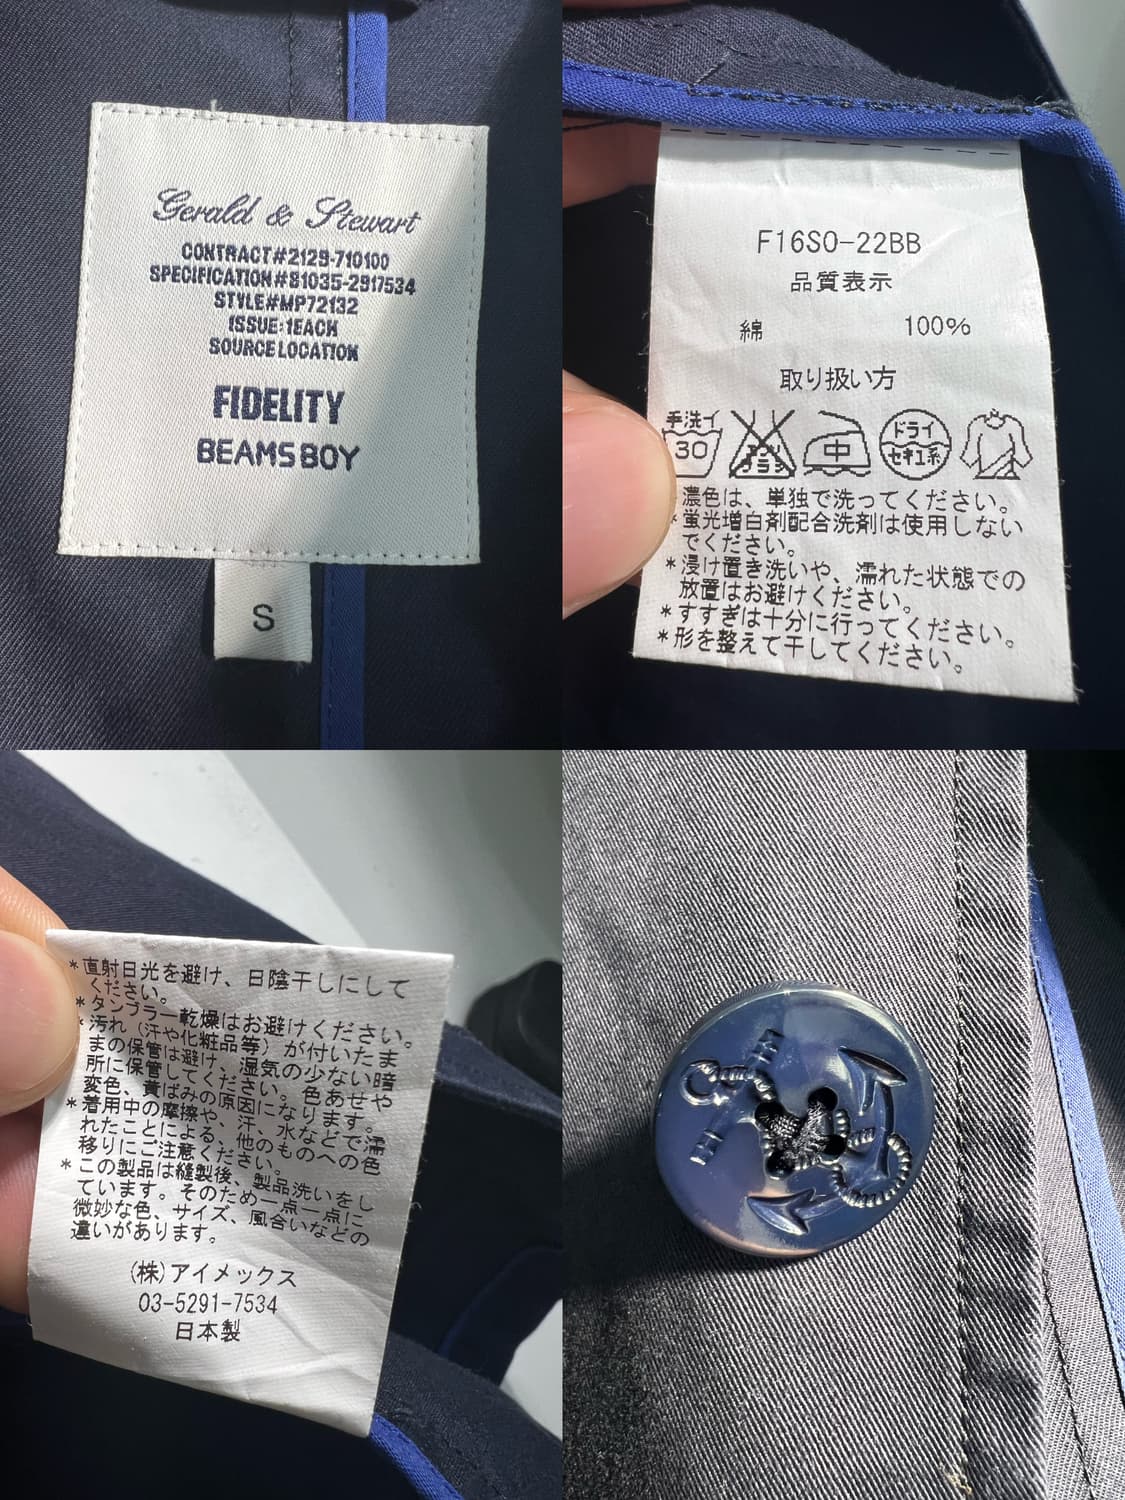 Gerald & Stewart
CONTRACT#2129-710100
SPECIFICATION#81035-2917534
STYLE#MP72132
ISSUE:1EACH
SOURCE LOCATION
FIDELITY
BEAMS BOY
S
F16SO-22BB
品質表示
綿 100%
取り扱い方
手洗イ
30
エンソ
ブラシ
中
ドライ
セキユ系
濃色は、単独で洗ってください。
*蛍光増白剤配合洗剤は使用しない
でください。
*浸け置き洗いや、濡れた状態での
放置はお避けください。
*すすぎは十分に行ってください。
*形を整えて干してください。
*直射日光を避け、日陰干しにして
ください。
*タンブラー乾燥はお避けください。
*汚れ（汗や化粧品等）が付いたま
まの保管は避け、湿気の少ない暗
所に保管してください。色あせや
変色、黄ばみの原因になります。
*着用中の摩擦や、汗、水などで濡
れたことによる、他のものへの色
移りにご注意ください。
*この製品は縫製後、製品洗いをし
ています。そのため一点一点に
微妙な色、サイズ、風合いなどの
違いがあります。
(株)アイメックス
03-5291-7534
日本製